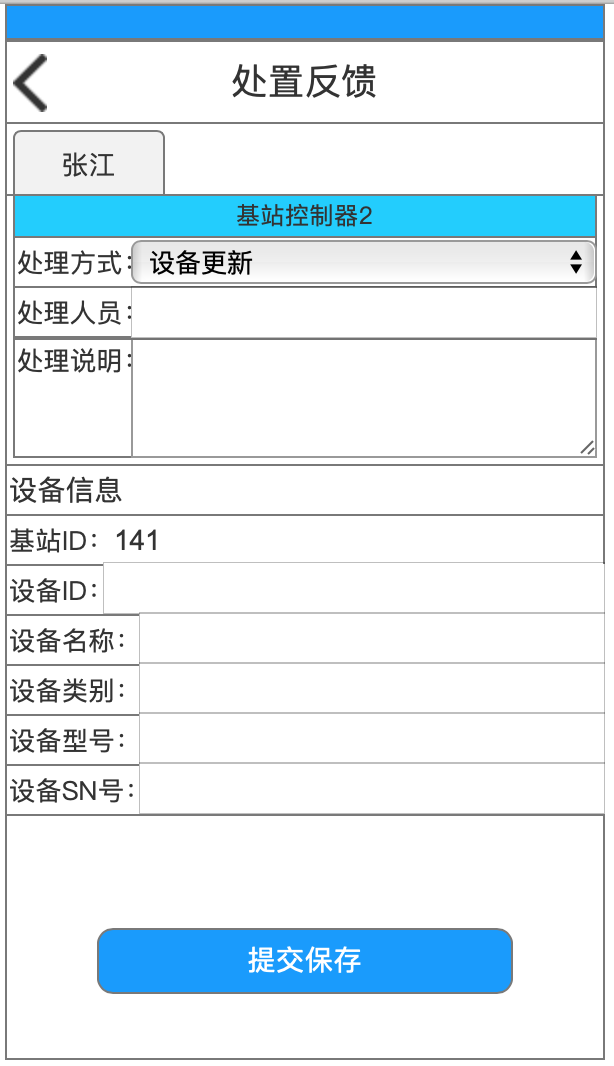 处置反馈
张江
基站控制器2
处理方式: 设备更新
处理人员:
处理说明:
设备信息
基站ID：141
设备ID:
设备名称：
设备类别：
设备型号：
设备SN号：
提交保存